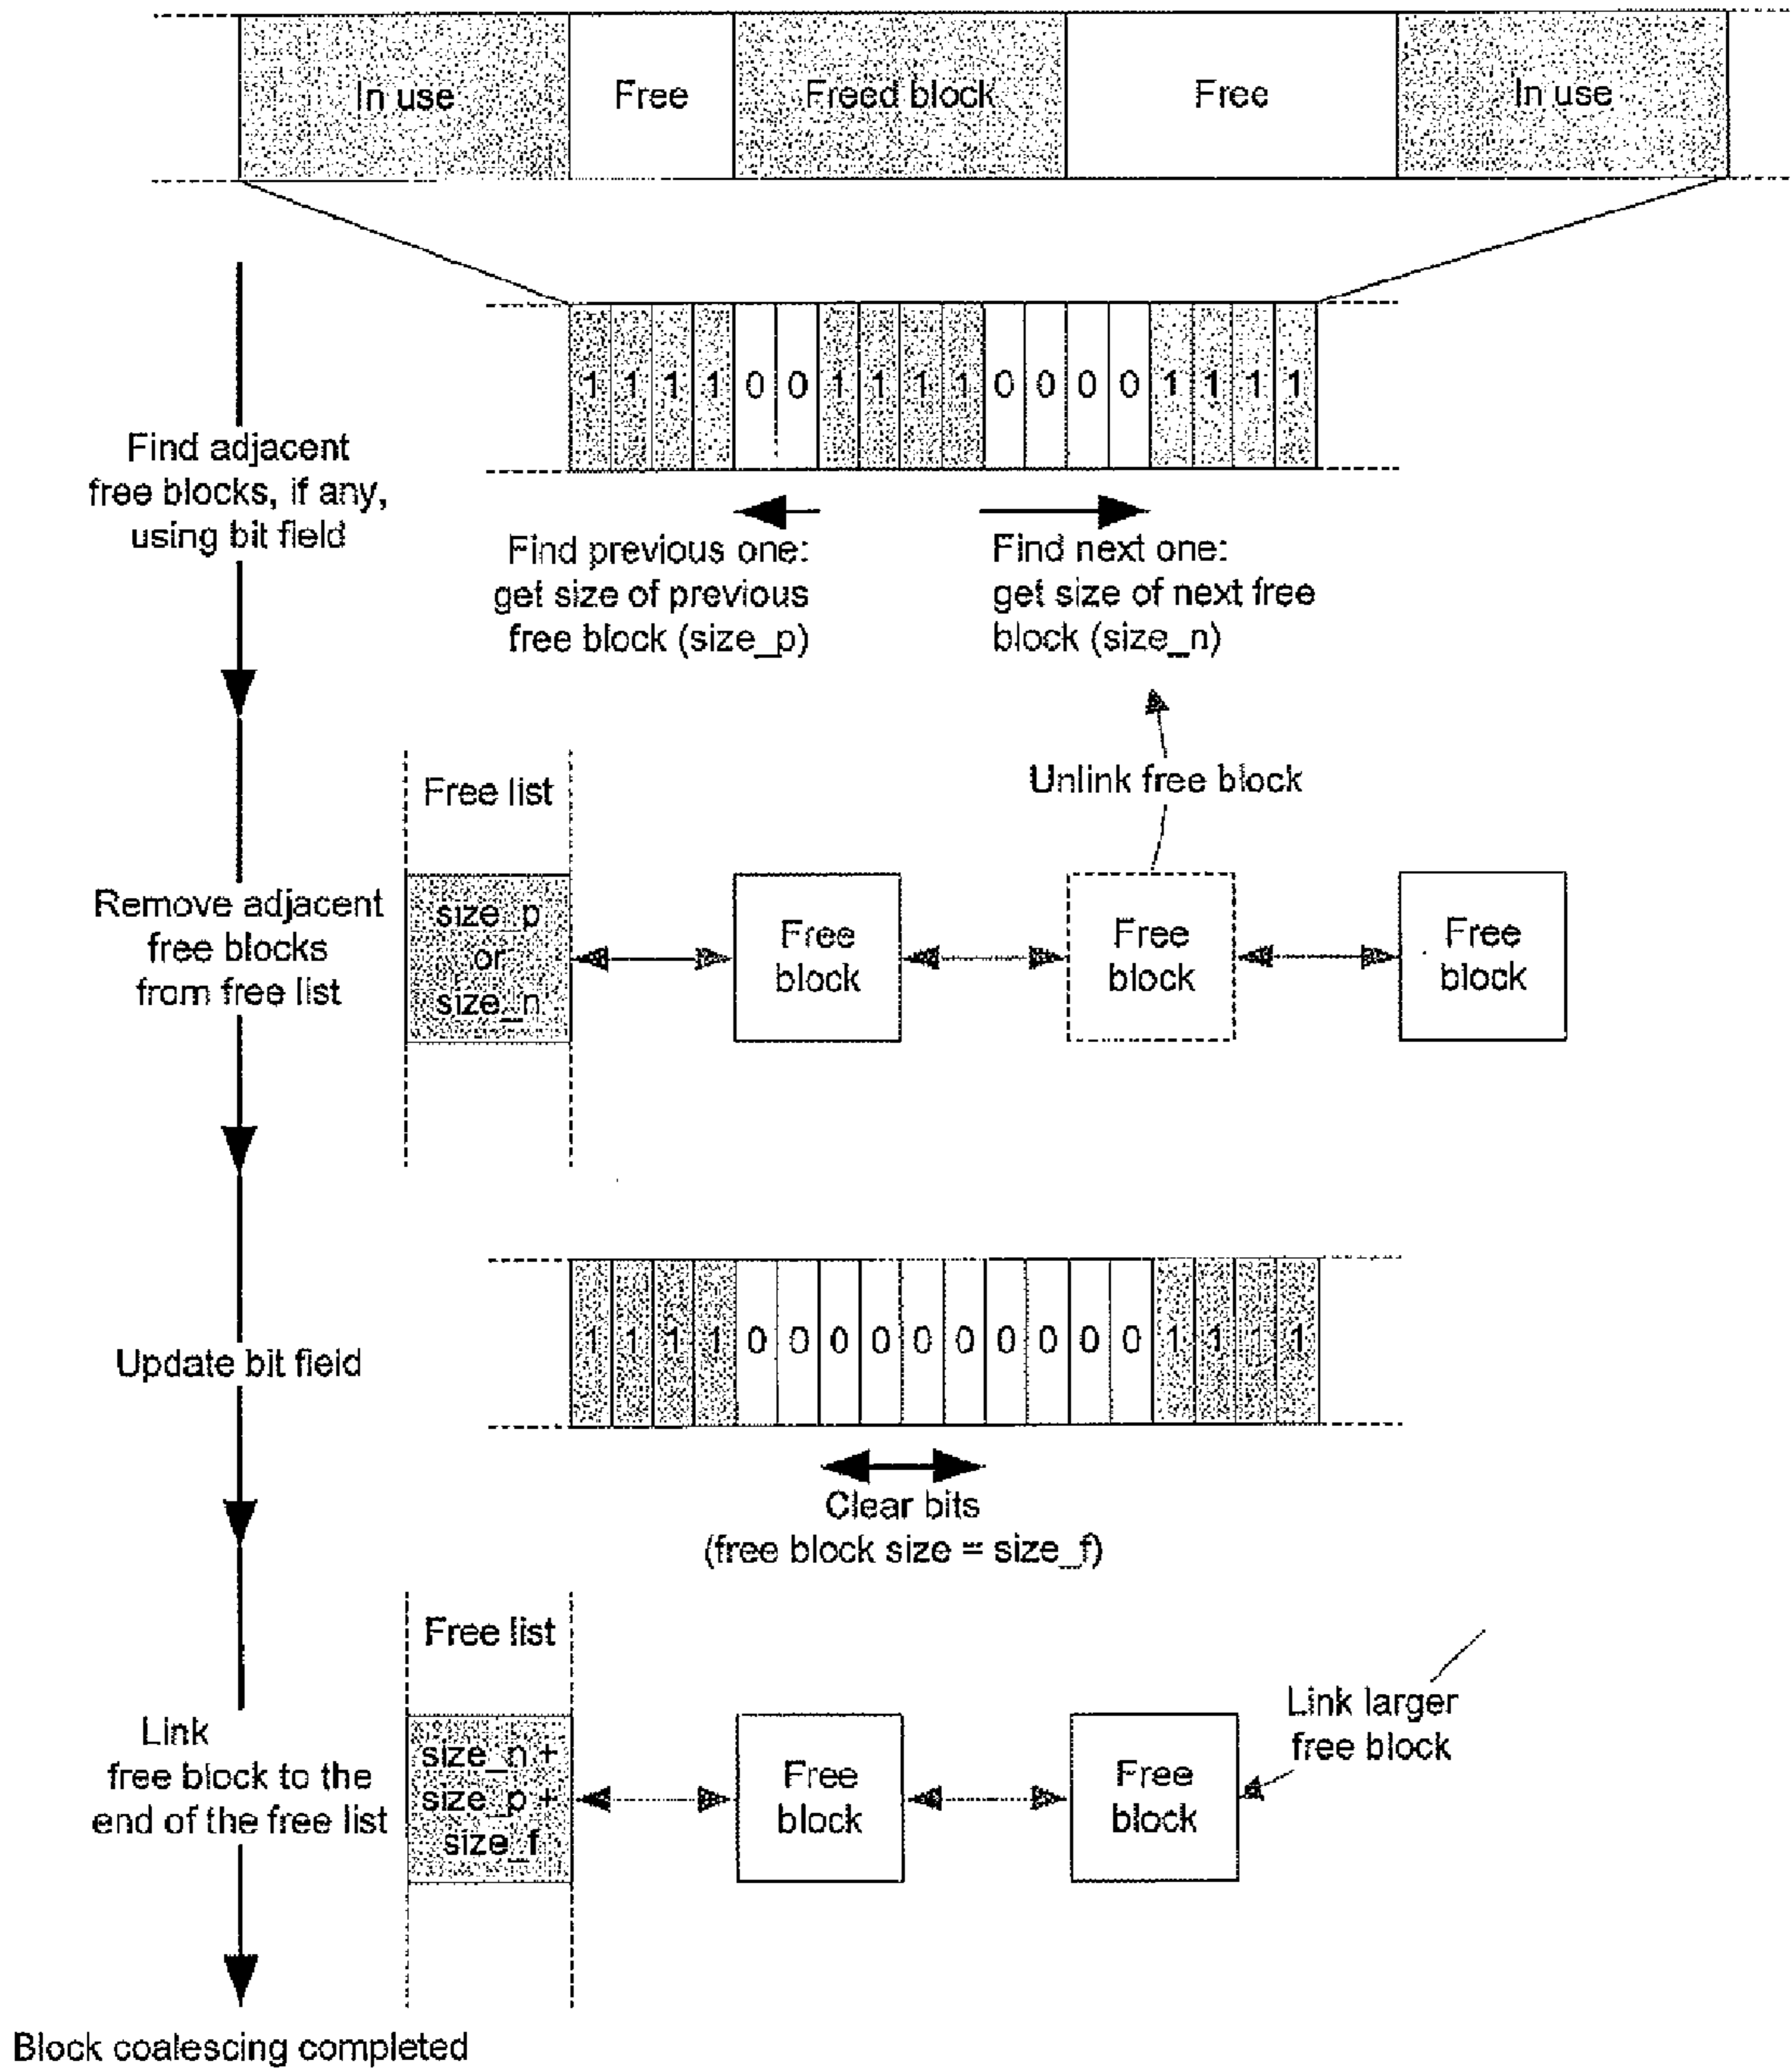 In use Free Freed block Free In use
1 1 1 1 0 0 1 1 1 1 0 0 0 0 1 1 1 1
Find adjacent
free blocks, if any,
using bit field
Find previous one:
get size of previous
free block (size_p)
Find next one:
get size of next free
block (size_n)
Unlink free block
Free list
Remove adjacent
free blocks
from free list
size_p
or
size_n
Free
block
Free
block
Free
block
Update bit field
1 1 1 1 0 0 0 0 0 0 0 0 0 0 1 1 1 1
Clear bits
(free block size = size_f)
Free list
Link
free block to the
end of the free list
size_n +
size_p +
size_f
Free
block
Free
block
Link larger
free block
Block coalescing completed